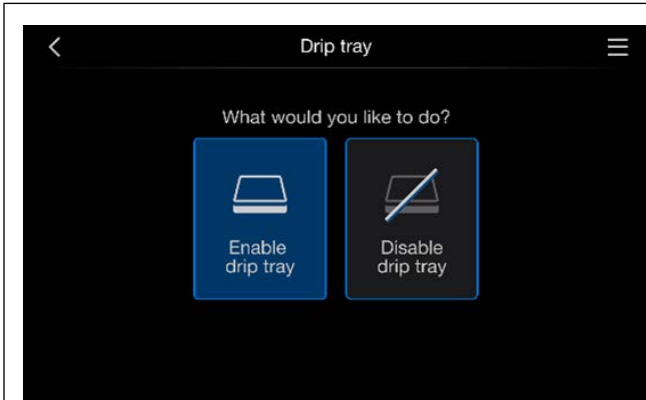 Drip tray
What would you like to do?
Enable
drip tray
Disable
drip tray